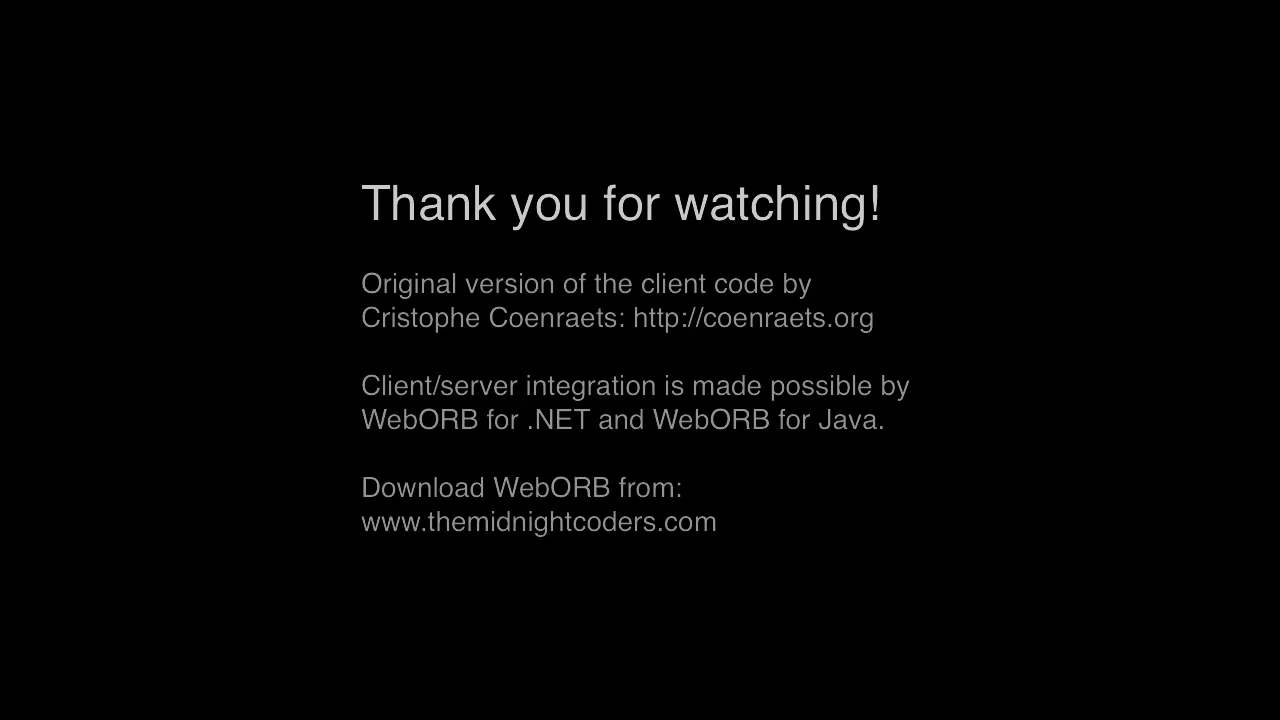 Thank you for watching!
Original version of the client code by
Cristophe Coenraets: http://coenraets.org
Client/server integration is made possible by
WebORB for .NET and WebORB for Java.
Download WebORB from:
www.themidnightcoders.com